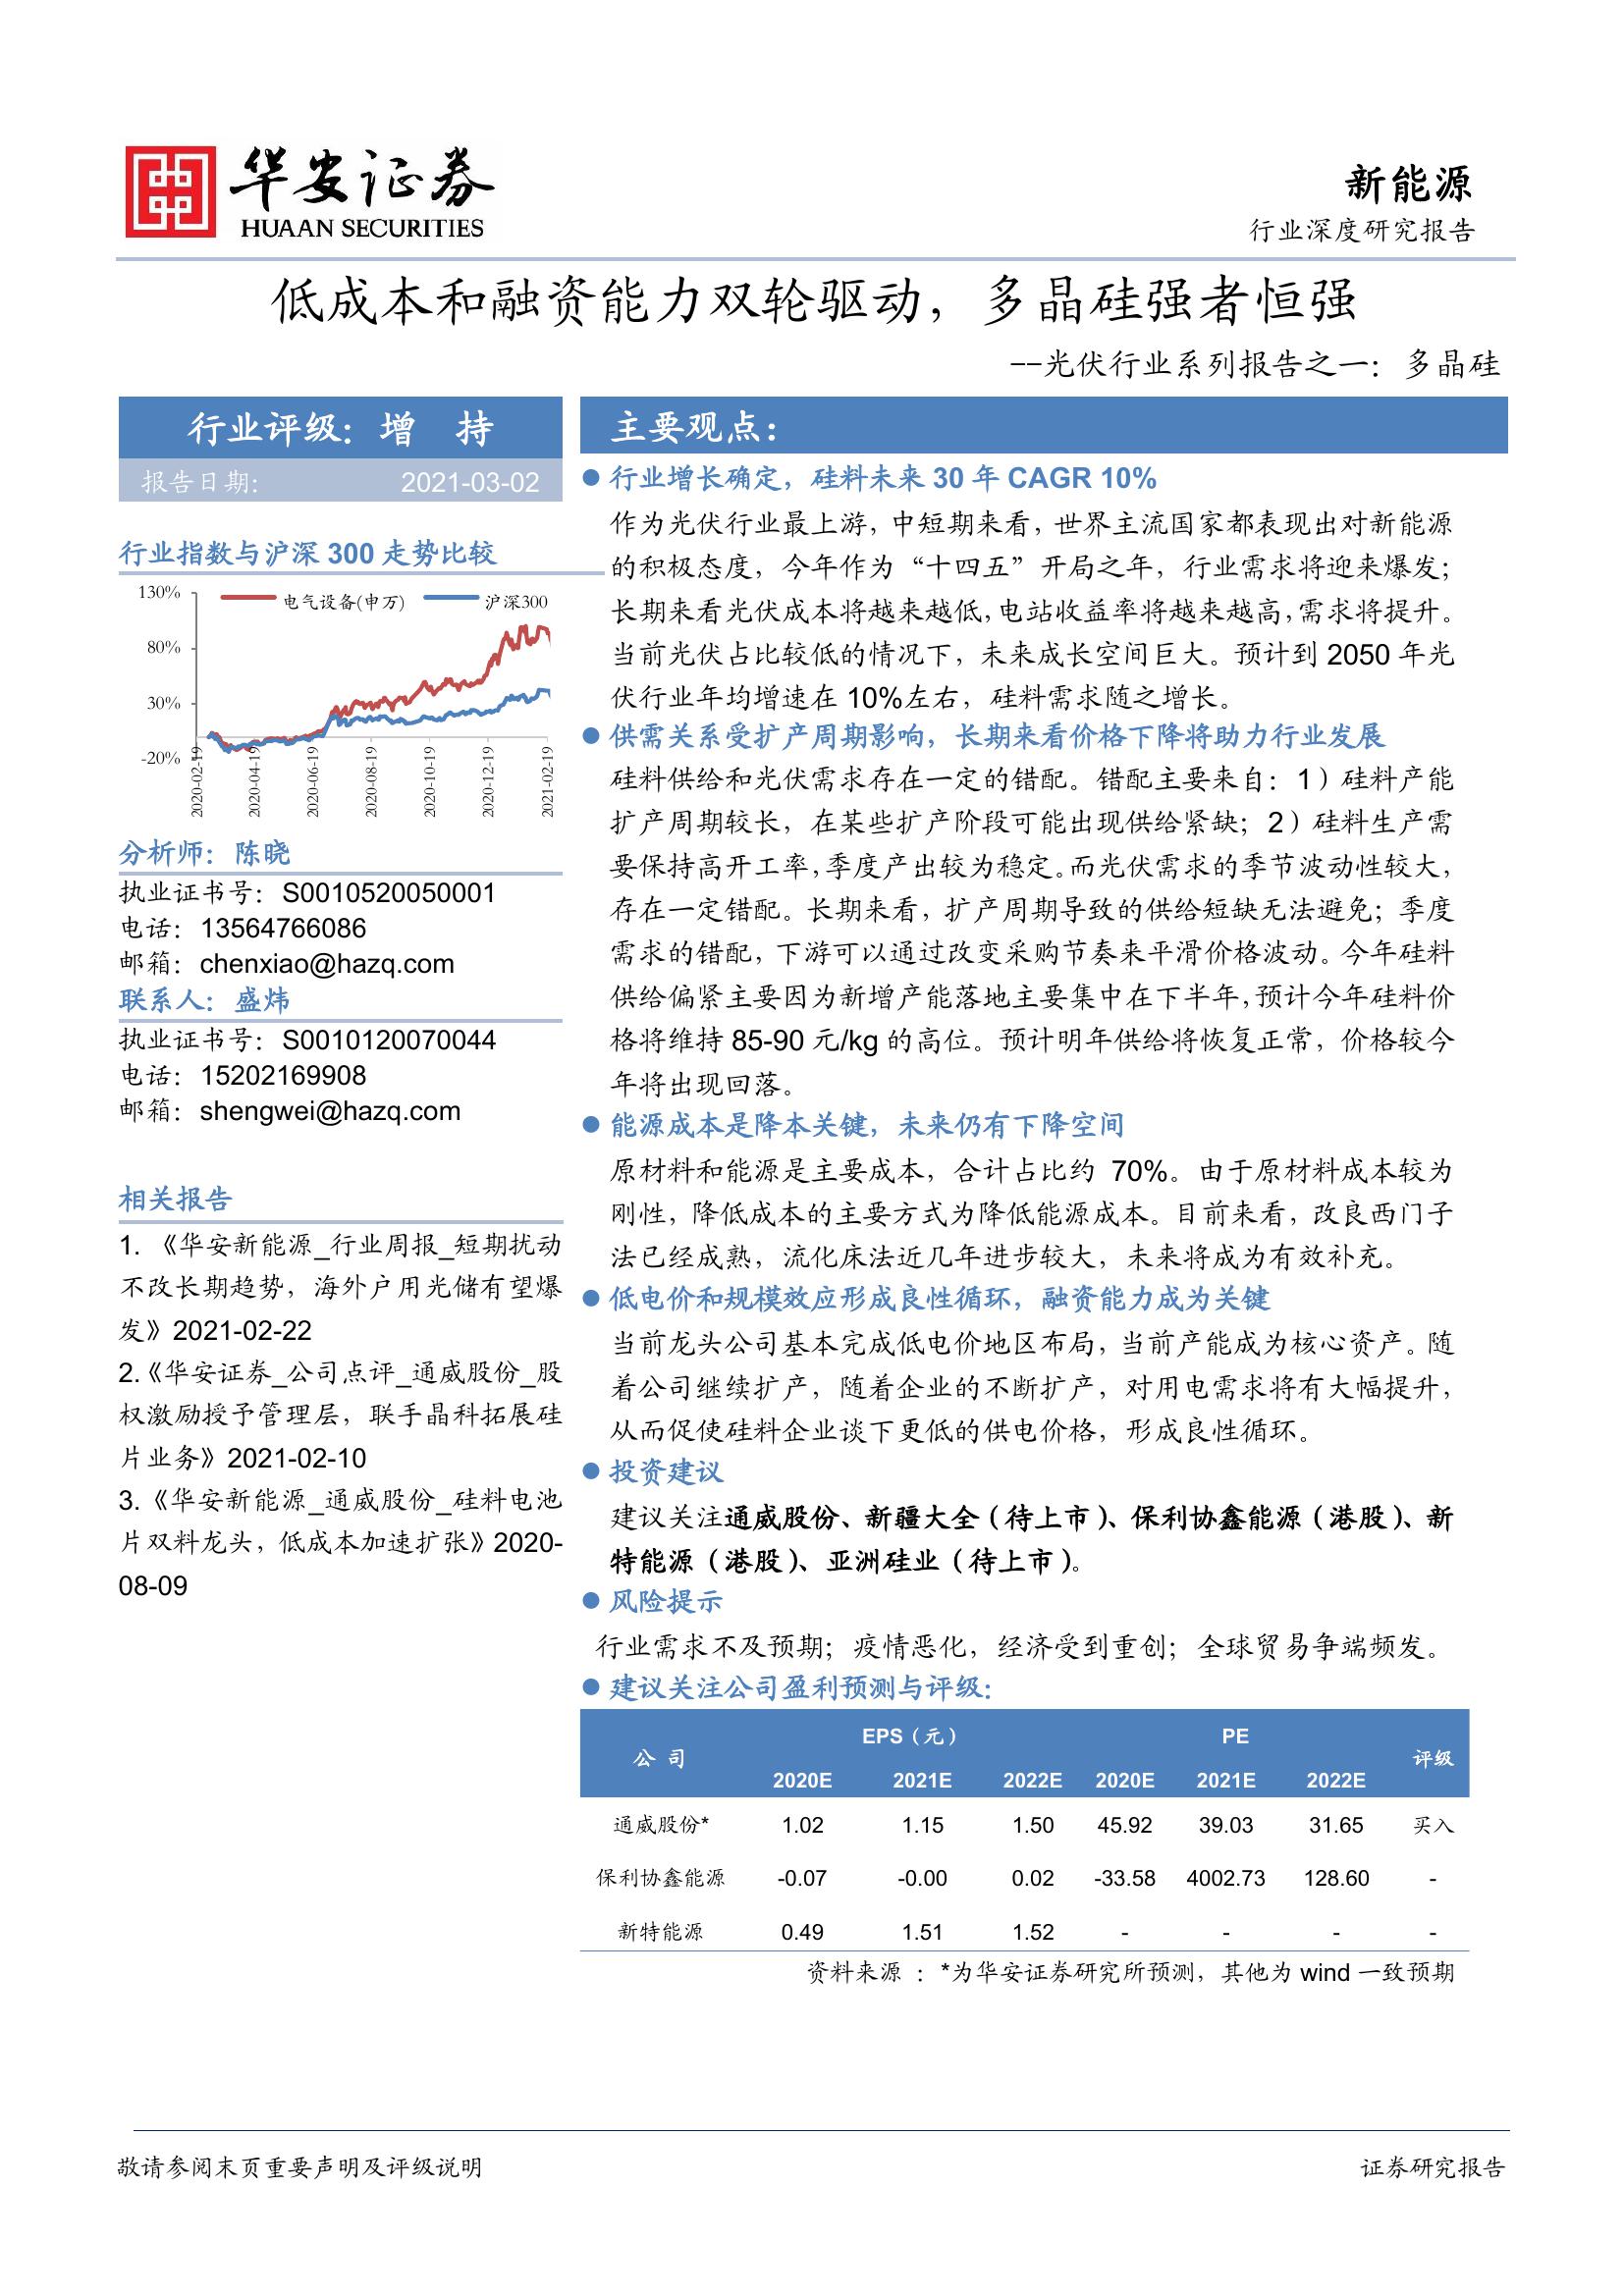 华安证券
HUAAN SECURITIES
新能源
行业深度研究报告
低成本和融资能力双轮驱动，多晶硅强者恒强
--光伏行业系列报告之一：多晶硅
行业评级：增 持
报告日期： 2021-03-02
行业指数与沪深 300 走势比较
130%
80%
30%
-20%
电气设备(申万)
沪深300
2020-02-19
2020-04-19
2020-06-19
2020-08-19
2020-10-19
2020-12-19
2021-02-19
分析师：陈晓
执业证书号：S0010520050001
电话：13564766086
邮箱：chenxiao@hazq.com
联系人：盛炜
执业证书号：S0010120070044
电话：15202169908
邮箱：shengwei@hazq.com
相关报告
1. 《华安新能源_行业周报_短期扰动
不改长期趋势，海外户用光储有望爆
发》2021-02-22
2.《华安证券_公司点评_通威股份_股
权激励授予管理层，联手晶科拓展硅
片业务》2021-02-10
3.《华安新能源_通威股份_硅料电池
片双料龙头，低成本加速扩张》2020-
08-09
主要观点：
● 行业增长确定，硅料未来 30 年 CAGR 10%
作为光伏行业最上游，中短期来看，世界主流国家都表现出对新能源
的积极态度，今年作为“十四五”开局之年，行业需求将迎来爆发；
长期来看光伏成本将越来越低，电站收益率将越来越高，需求将提升。
当前光伏占比较低的情况下，未来成长空间巨大。预计到 2050 年光
伏行业年均增速在 10%左右，硅料需求随之增长。
● 供需关系受扩产周期影响，长期来看价格下降将助力行业发展
硅料供给和光伏需求存在一定的错配。错配主要来自：1）硅料产能
扩产周期较长，在某些扩产阶段可能出现供给紧缺；2）硅料生产需
要保持高开工率，季度产出较为稳定。而光伏需求的季节波动性较大，
存在一定错配。长期来看，扩产周期导致的供给短缺无法避免；季度
需求的错配，下游可以通过改变采购节奏来平滑价格波动。今年硅料
供给偏紧主要因为新增产能落地主要集中在下半年，预计今年硅料价
格将维持 85-90 元/kg 的高位。预计明年供给将恢复正常，价格较今
年将出现回落。
● 能源成本是降本关键，未来仍有下降空间
原材料和能源是主要成本，合计占比约 70%。由于原材料成本较为
刚性，降低成本的主要方式为降低能源成本。目前来看，改良西门子
法已经成熟，流化床法近几年进步较大，未来将成为有效补充。
● 低电价和规模效应形成良性循环，融资能力成为关键
当前龙头公司基本完成低电价地区布局，当前产能成为核心资产。随
着公司继续扩产，随着企业的不断扩产，对用电需求将有大幅提升，
从而促使硅料企业谈下更低的供电价格，形成良性循环。
● 投资建议
建议关注通威股份、新疆大全（待上市）、保利协鑫能源（港股）、新
特能源（港股）、亚洲硅业（待上市）。
● 风险提示
行业需求不及预期；疫情恶化，经济受到重创；全球贸易争端频发。
● 建议关注公司盈利预测与评级：
公 司 EPS（元） PE 评级
2020E 2021E 2022E 2020E 2021E 2022E
通威股份* 1.02 1.15 1.50 45.92 39.03 31.65 买入
保利协鑫能源 -0.07 -0.00 0.02 -33.58 4002.73 128.60 -
新特能源 0.49 1.51 1.52 - - - -
资料来源 ：*为华安证券研究所预测，其他为 wind 一致预期
敬请参阅末页重要声明及评级说明
证券研究报告